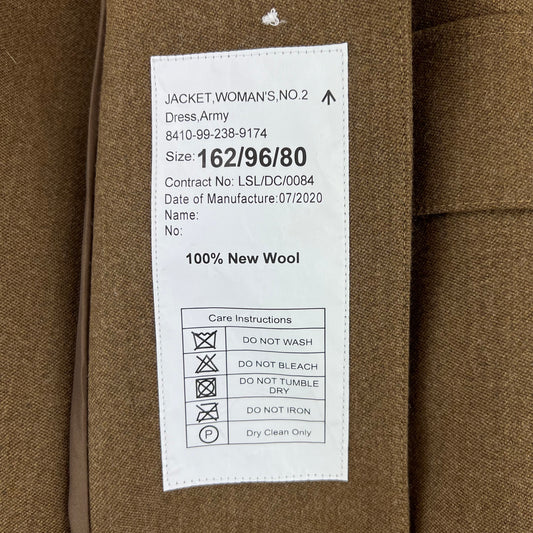 JACKET,WOMAN'S,NO.2
Dress,Army
8410-99-238-9174
Size: 162/96/80
Contract No: LSL/DC/0084
Date of Manufacture:07/2020
Name:
No:
100% New Wool
Care Instructions
DO NOT WASH
DO NOT BLEACH
DO NOT TUMBLE
DRY
DO NOT IRON
P Dry Clean Only